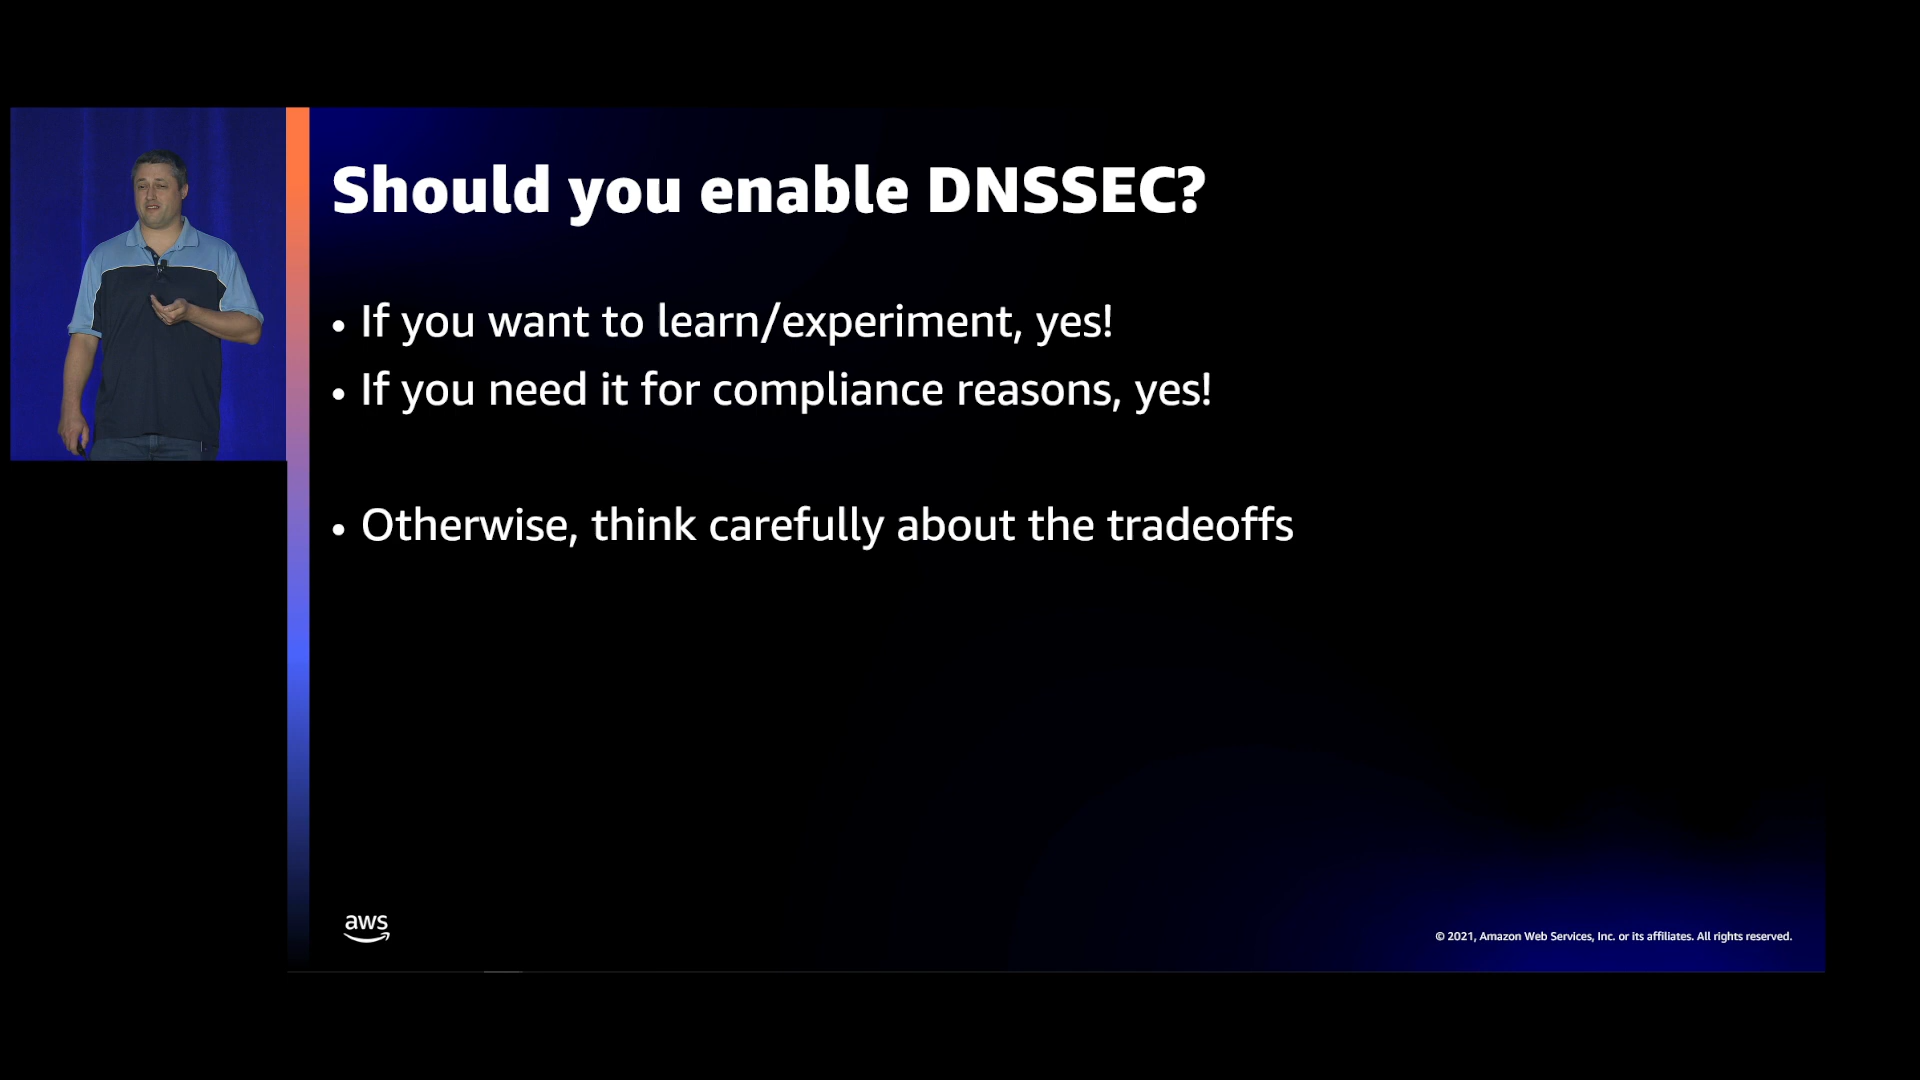 Should you enable DNSSEC?
• If you want to learn/experiment, yes!
• If you need it for compliance reasons, yes!
• Otherwise, think carefully about the tradeoffs
aws
© 2021, Amazon Web Services, Inc. or its affiliates. All rights reserved.